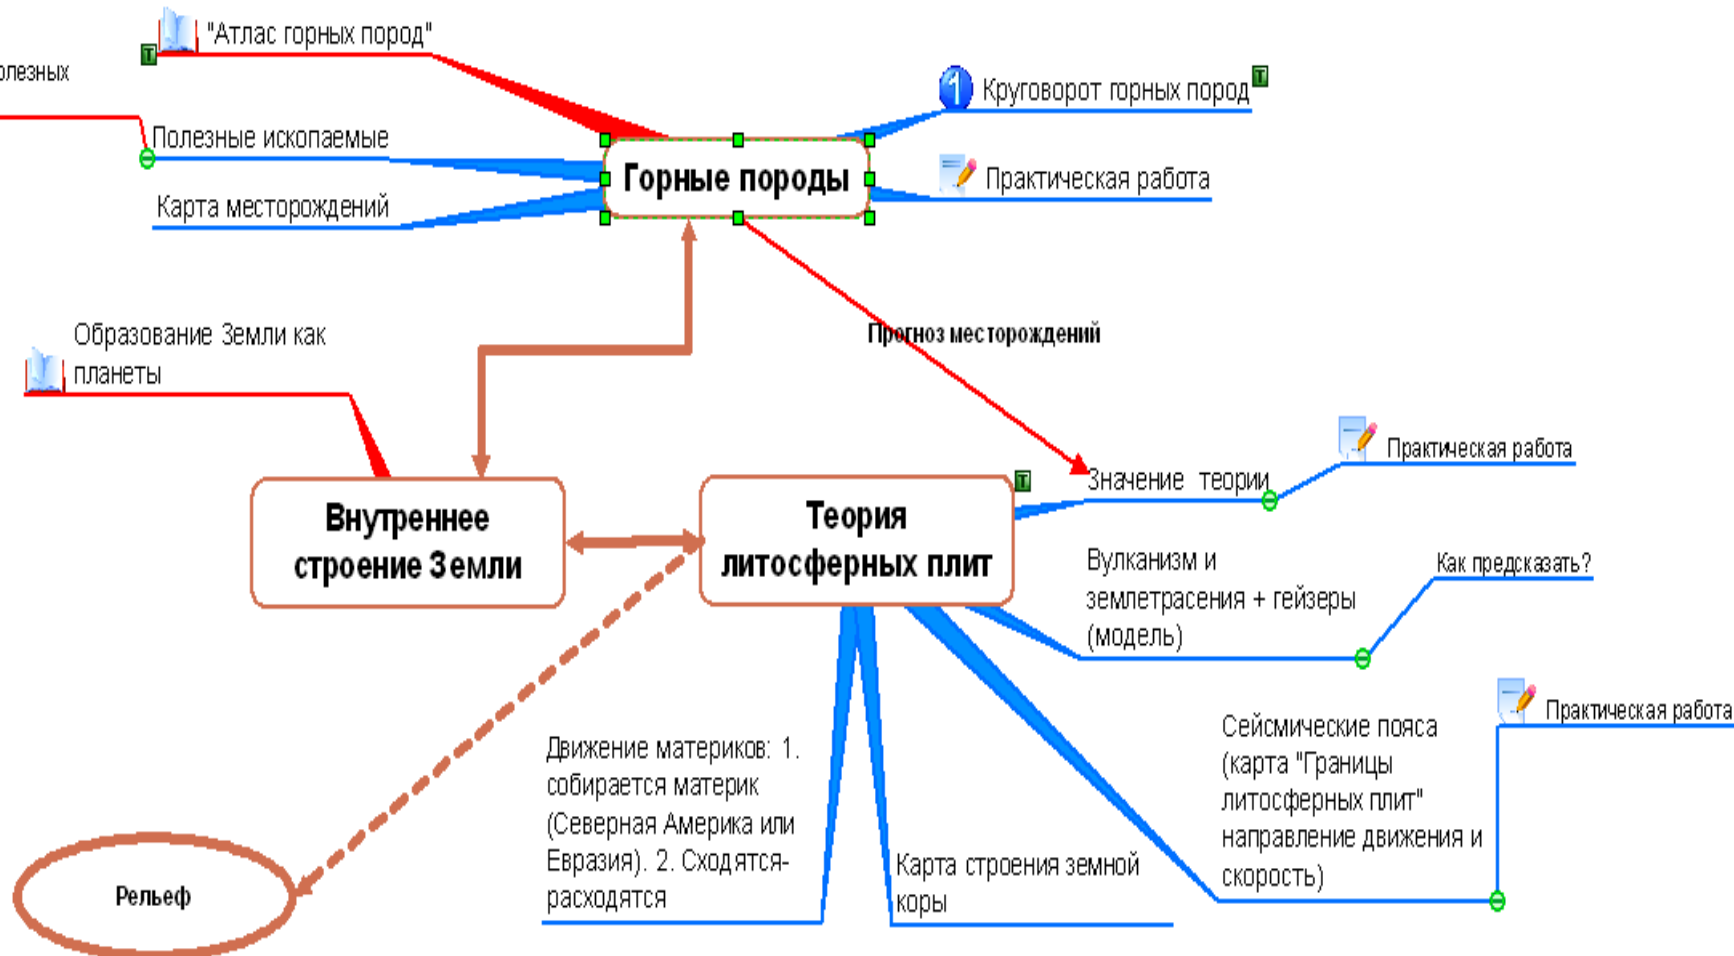 "Атлас горных пород"
Полезные ископаемые
Карта месторождений
Горные породы
1
Круговорот горных пород
Практическая работа
Прогноз месторождений
Образование Земли как
планеты
Внутреннее
строение Земли
Теория
литосферных плит
T
T
T
Значение теории
Практическая работа
Вулканизм и
землетрасения + гейзеры
(модель)
Как предсказать?
Сейсмические пояса
(карта "Границы
литосферных плит"
направление движения и
скорость)
Практическая работа
Движение материков: 1.
собирается материк
(Северная Америка или
Евразия). 2. Сходятся-
расходятся
Карта строения земной
коры
Рельеф